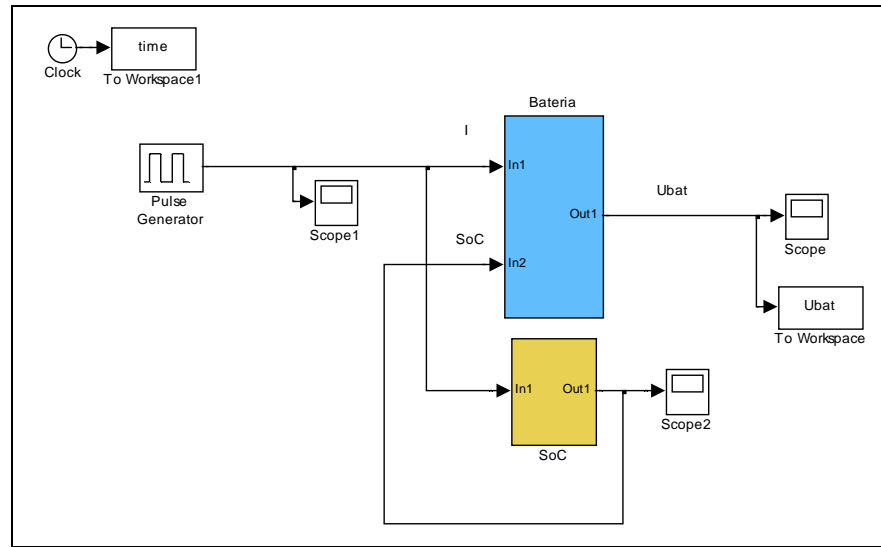 time
Clock
To Workspace1
Bateria
I
In1
Pulse
Generator
Scope1
Ubat
Out1
Scope
SoC
In2
Ubat
To Workspace
In1
Out1
Scope2
SoC